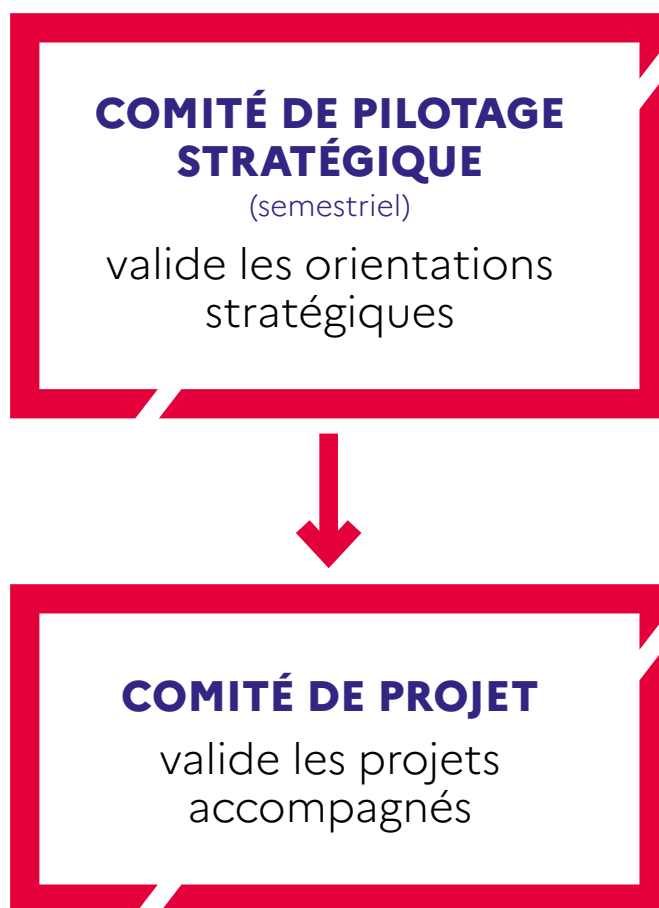 COMITÉ DE PILOTAGE
STRATÉGIQUE
(semestriel)
valide les orientations
stratégiques
COMITÉ DE PROJET
valide les projets
accompagnés